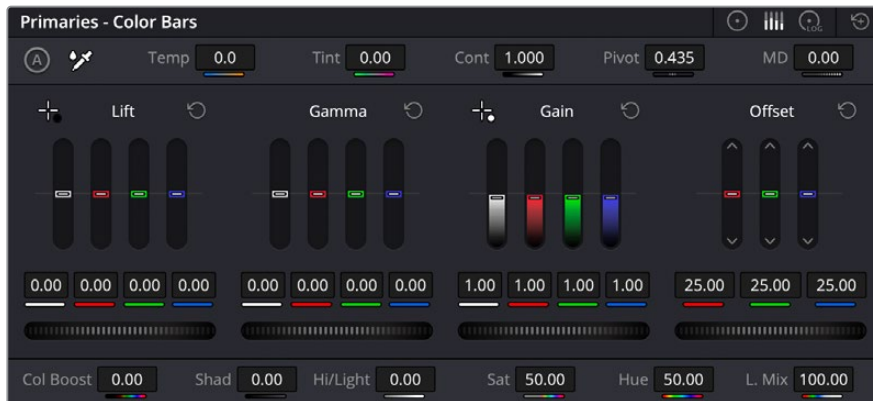 Primaries - Color Bars
LOG
A Temp 0.0 Tint 0.00 Cont 1.000 Pivot 0.435 MD 0.00
Lift Gamma Gain Offset
0.00 0.00 0.00 0.00 0.00 0.00 0.00 0.00 1.00 1.00 1.00 1.00 25.00 25.00 25.00
Col Boost 0.00 Shad 0.00 Hi/Light 0.00 Sat 50.00 Hue 50.00 L. Mix 100.00